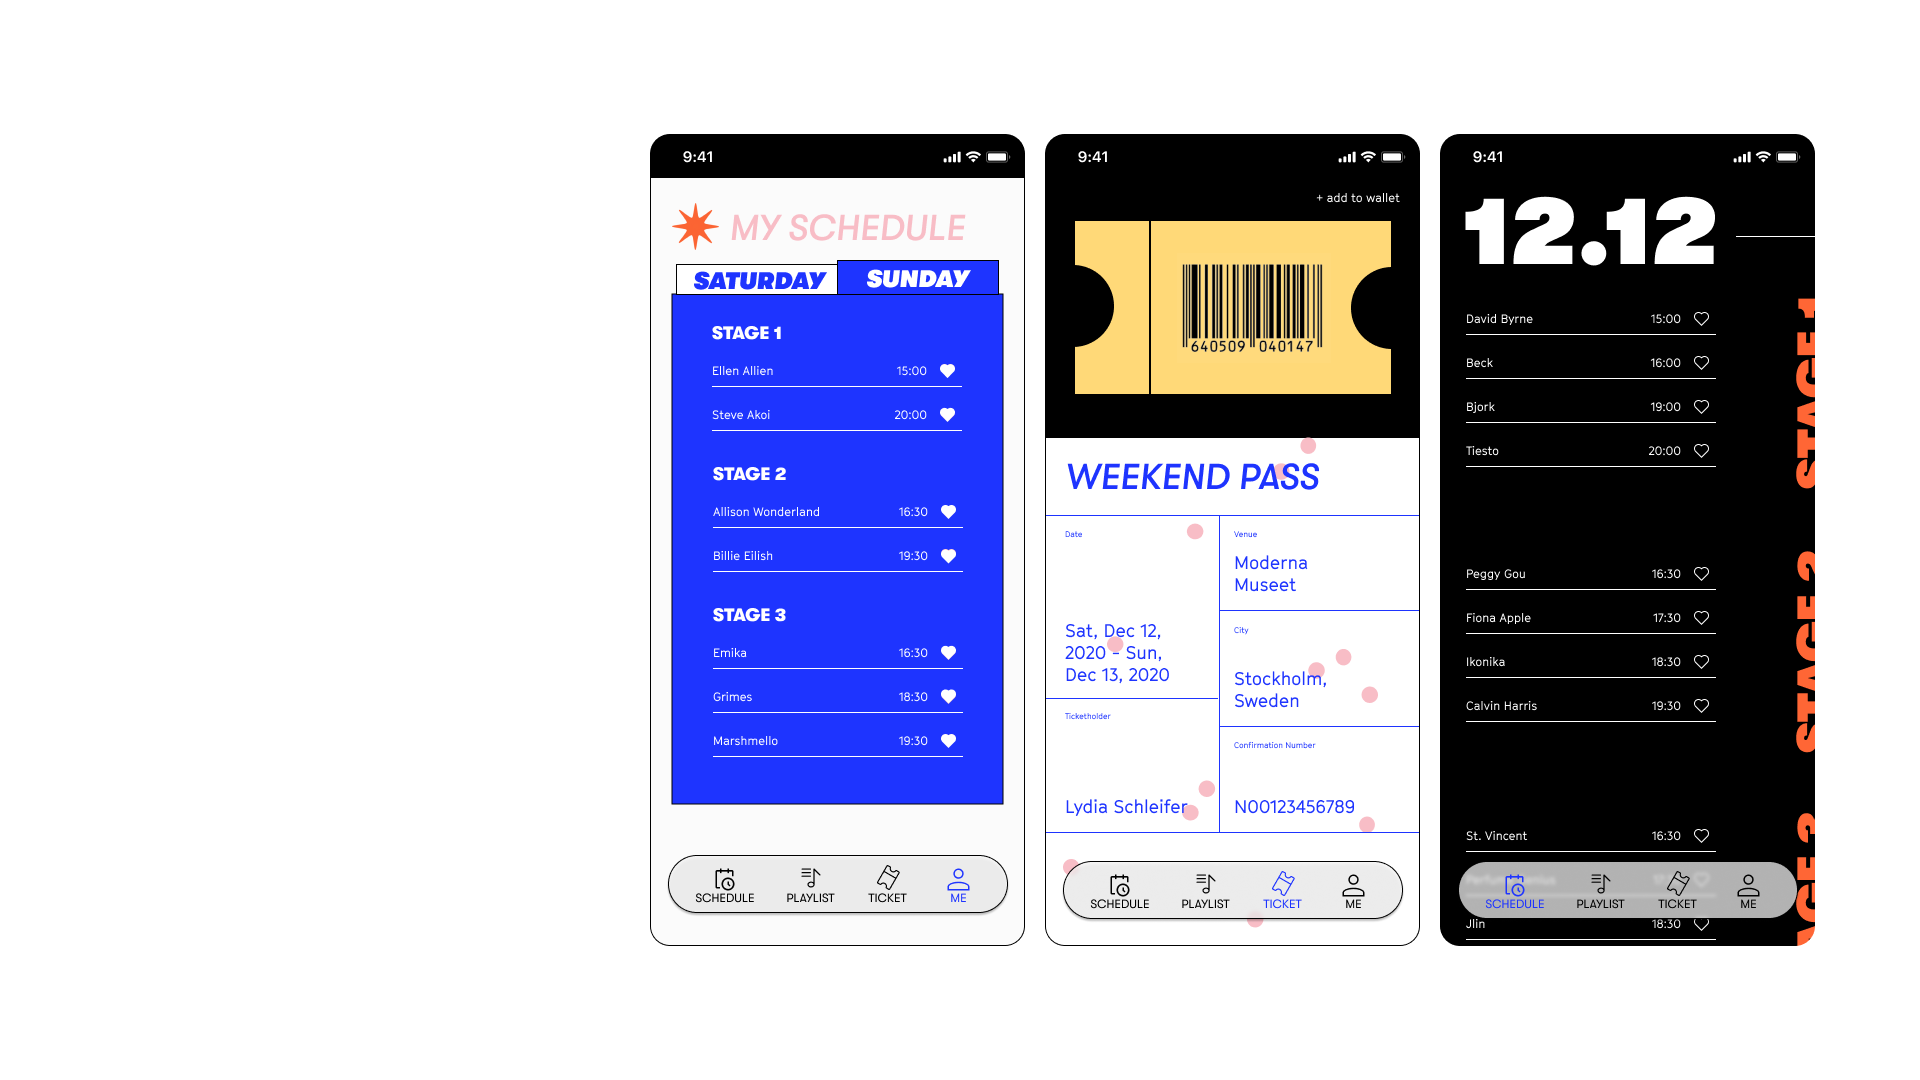 9:41
MY SCHEDULE
SATURDAY
SUNDAY
STAGE 1
Ellen Allien 15:00
Steve Akoi 20:00
STAGE 2
Allison Wonderland 16:30
Billie Eilish 19:30
STAGE 3
Emika 16:30
Grimes 18:30
Marshmello 19:30
SCHEDULE
PLAYLIST
TICKET
ME
9:41
+ add to wallet
640509 040147
WEEKEND PASS
Date
Sat, Dec 12,
2020 - Sun,
Dec 13, 2020
Ticketholder
Lydia Schleifer
Venue
Moderna
Museet
City
Stockholm,
Sweden
Confirmation Number
N00123456789
SCHEDULE
PLAYLIST
TICKET
ME
9:41
12.12
STAGE 1
David Byrne 15:00
Beck 16:00
Bjork 19:00
Tiesto 20:00
STAGE 2
Peggy Gou 16:30
Fiona Apple 17:30
Ikonika 18:30
Calvin Harris 19:30
STAGE 3
St. Vincent 16:30
Jlin 18:30
SCHEDULE
PLAYLIST
TICKET
ME